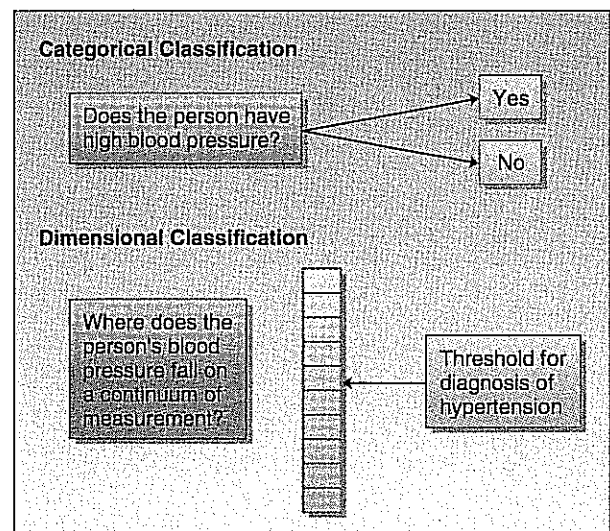 Categorical Classification
Does the person have
high blood pressure?
Yes
No
Dimensional Classification
Where does the
person's blood
pressure fall on
a continuum of
measurement?
Threshold for
diagnosis of
hypertension